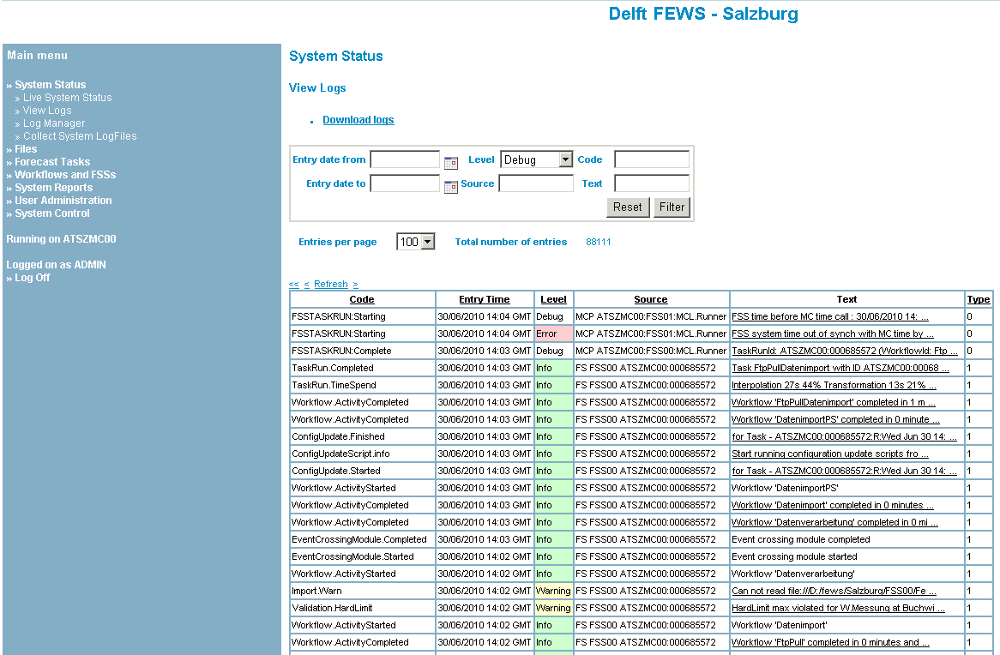 Delft FEWS - Salzburg
Main menu
» System Status
» Live System Status
» View Logs
» Log Manager
» Collect System LogFiles
» Files
» Forecast Tasks
» Workflows and FSSs
» System Reports
» User Administration
» System Control
Running on ATSZMC00
Logged on as ADMIN
» Log Off
System Status
View Logs
Download logs
Entry date from Level Debug Code
Entry date to Source Text
Reset Filter
Entries per page 100 Total number of entries 88111
<< < Refresh >
Code Entry Time Level Source Text Type
FSSTASKRUN:Starting 30/06/2010 14:04 GMT Debug MCP ATSZMC00:FSS01:MCL.Runner FSS time before MC time call : 30/06/2010 14: ... 0
FSSTASKRUN:Starting 30/06/2010 14:04 GMT Error MCP ATSZMC00:FSS01:MCL.Runner FSS system time out of synch with MC time by ... 0
FSSTASKRUN:Complete 30/06/2010 14:03 GMT Debug MCP ATSZMC00:FSS00:MCL.Runner TaskRunId: ATSZMC00:000685572 (WorkflowId: Ftp ... 0
TaskRun.Completed 30/06/2010 14:03 GMT Info FS FSS00 ATSZMC00:000685572 Task FtpPullDatenimport with ID ATSZMC00:00068 ... 1
TaskRun.TimeSpend 30/06/2010 14:03 GMT Info FS FSS00 ATSZMC00:000685572 Interpolation 27s 44% Transformation 13s 21% ... 1
Workflow.ActivityCompleted 30/06/2010 14:03 GMT Info FS FSS00 ATSZMC00:000685572 Workflow 'FtpPullDatenimport' completed in 1 m ... 1
Workflow.ActivityCompleted 30/06/2010 14:03 GMT Info FS FSS00 ATSZMC00:000685572 Workflow 'DatenimportPS' completed in 0 minute ... 1
ConfigUpdate.Finished 30/06/2010 14:03 GMT Info FS FSS00 ATSZMC00:000685572 for Task - ATSZMC00:000685572:R:Wed Jun 30 14: ... 1
ConfigUpdateScript.info 30/06/2010 14:03 GMT Info FS FSS00 ATSZMC00:000685572 Start running configuration update scripts fro ... 1
ConfigUpdate.Started 30/06/2010 14:03 GMT Info FS FSS00 ATSZMC00:000685572 for Task - ATSZMC00:000685572:R:Wed Jun 30 14: ... 1
Workflow.ActivityStarted 30/06/2010 14:03 GMT Info FS FSS00 ATSZMC00:000685572 Workflow 'DatenimportPS' 1
Workflow.ActivityCompleted 30/06/2010 14:03 GMT Info FS FSS00 ATSZMC00:000685572 Workflow 'Datenimport' completed in 0 minutes ... 1
Workflow.ActivityCompleted 30/06/2010 14:03 GMT Info FS FSS00 ATSZMC00:000685572 Workflow 'Datenverarbeitung' completed in 0 mi ... 1
EventCrossingModule.Completed 30/06/2010 14:03 GMT Info FS FSS00 ATSZMC00:000685572 Event crossing module completed 1
EventCrossingModule.Started 30/06/2010 14:02 GMT Info FS FSS00 ATSZMC00:000685572 Event crossing module started 1
Workflow.ActivityStarted 30/06/2010 14:02 GMT Info FS FSS00 ATSZMC00:000685572 Workflow 'Datenverarbeitung' 1
Import.Warn 30/06/2010 14:02 GMT Warning FS FSS00 ATSZMC00:000685572 Can not read file:///D:/fews/Salzburg/FSS00/Fe ... 1
Validation.HardLimit 30/06/2010 14:02 GMT Warning FS FSS00 ATSZMC00:000685572 HardLimit max violated for W.Messung at Buchwi ... 1
Workflow.ActivityStarted 30/06/2010 14:02 GMT Info FS FSS00 ATSZMC00:000685572 Workflow 'Datenimport' 1
Workflow.ActivityCompleted 30/06/2010 14:02 GMT Info FS FSS00 ATSZMC00:000685572 Workflow 'FtpPull' completed in 0 minutes and ... 1